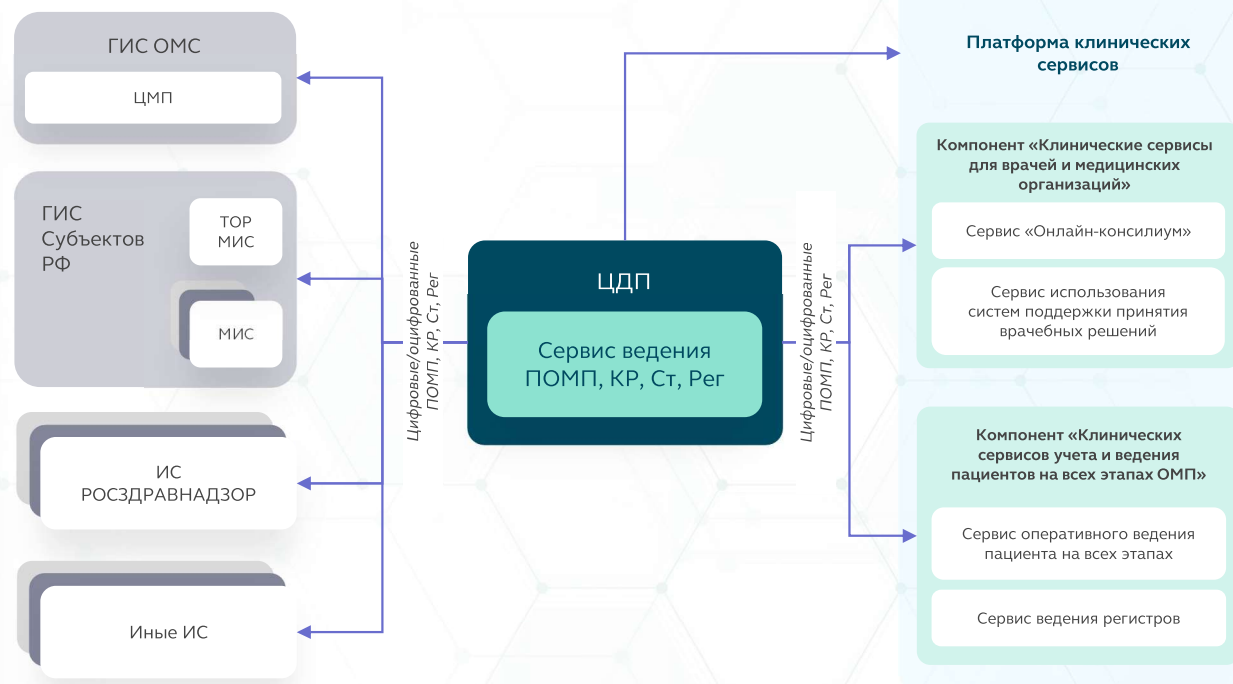 ГИС ОМС
ЦМП
ГИС
Субъектов
РФ
ТОР
МИС
МИС
ИС
РОСЗДРАВНАДЗОР
Иные ИС
Цифровые/оцифрованные
ПОМП, КР, Ст, Рег
ЦДП
Сервис ведения
ПОМП, КР, Ст, Рег
Цифровые/оцифрованные
ПОМП, КР, Ст, Рег
Платформа клинических
сервисов
Компонент «Клинические сервисы
для врачей и медицинских
организаций»
Сервис «Онлайн-консилиум»
Сервис использования
систем поддержки принятия
врачебных решений
Компонент «Клинических
сервисов учета и ведения
пациентов на всех этапах ОМП»
Сервис оперативного ведения
пациента на всех этапах
Сервис ведения регистров